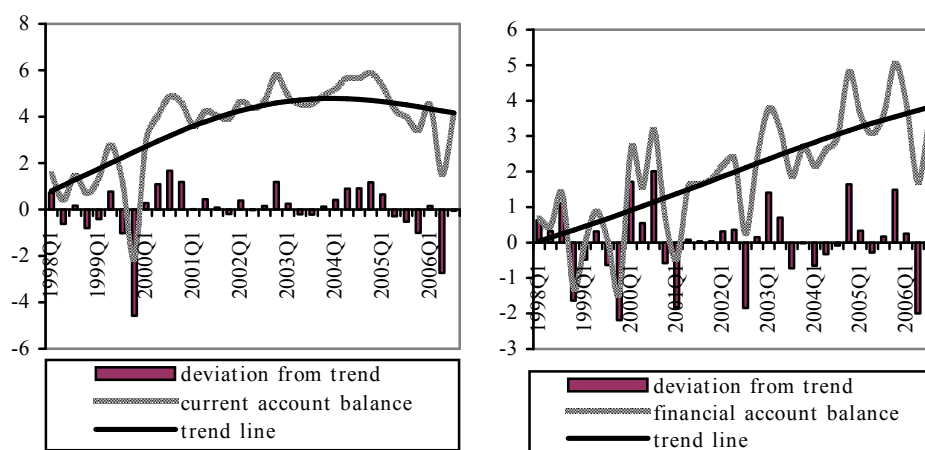 8
6
4
2
0
-2
-4
-6
1998Q1
1999Q1
2000Q1
2001Q1
2002Q1
2003Q1
2004Q1
2005Q1
2006Q1
deviation from trend
current account balance
trend line
6
5
4
3
2
1
0
-1
-2
-3
1998Q1
1999Q1
2000Q1
2001Q1
2002Q1
2003Q1
2004Q1
2005Q1
2006Q1
deviation from trend
financial account balance
trend line